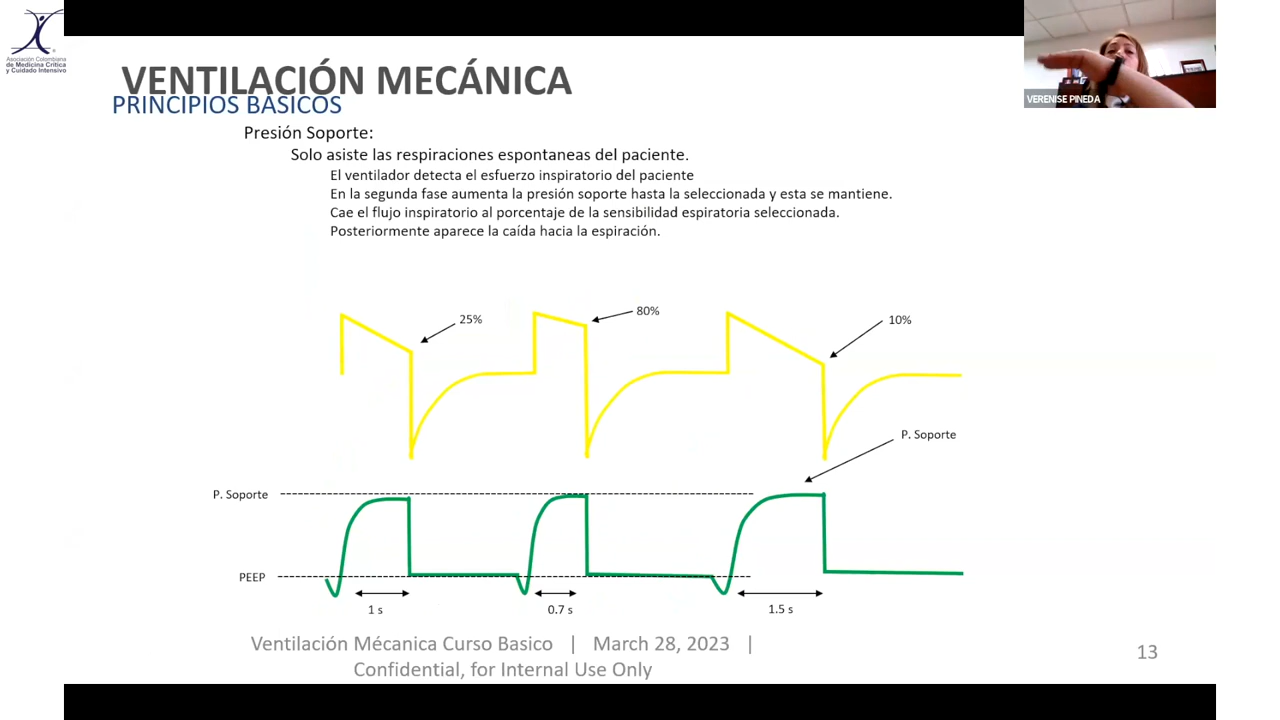 Asociación Colombiana
de Medicina Crítica
y Cuidado Intensivo
VENTILACIÓN MECÁNICA
PRINCIPIOS BASICOS
VERENISE PINEDA
Presión Soporte:
Solo asiste las respiraciones espontaneas del paciente.
El ventilador detecta el esfuerzo inspiratorio del paciente
En la segunda fase aumenta la presión soporte hasta la seleccionada y esta se mantiene.
Cae el flujo inspiratorio al porcentaje de la sensibilidad espiratoria seleccionada.
Posteriormente aparece la caída hacia la espiración.
25%
80%
10%
P. Soporte
P. Soporte
PEEP
1 s
0.7 s
1.5 s
Ventilación Mécanica Curso Basico | March 28, 2023 |
Confidential, for Internal Use Only
13